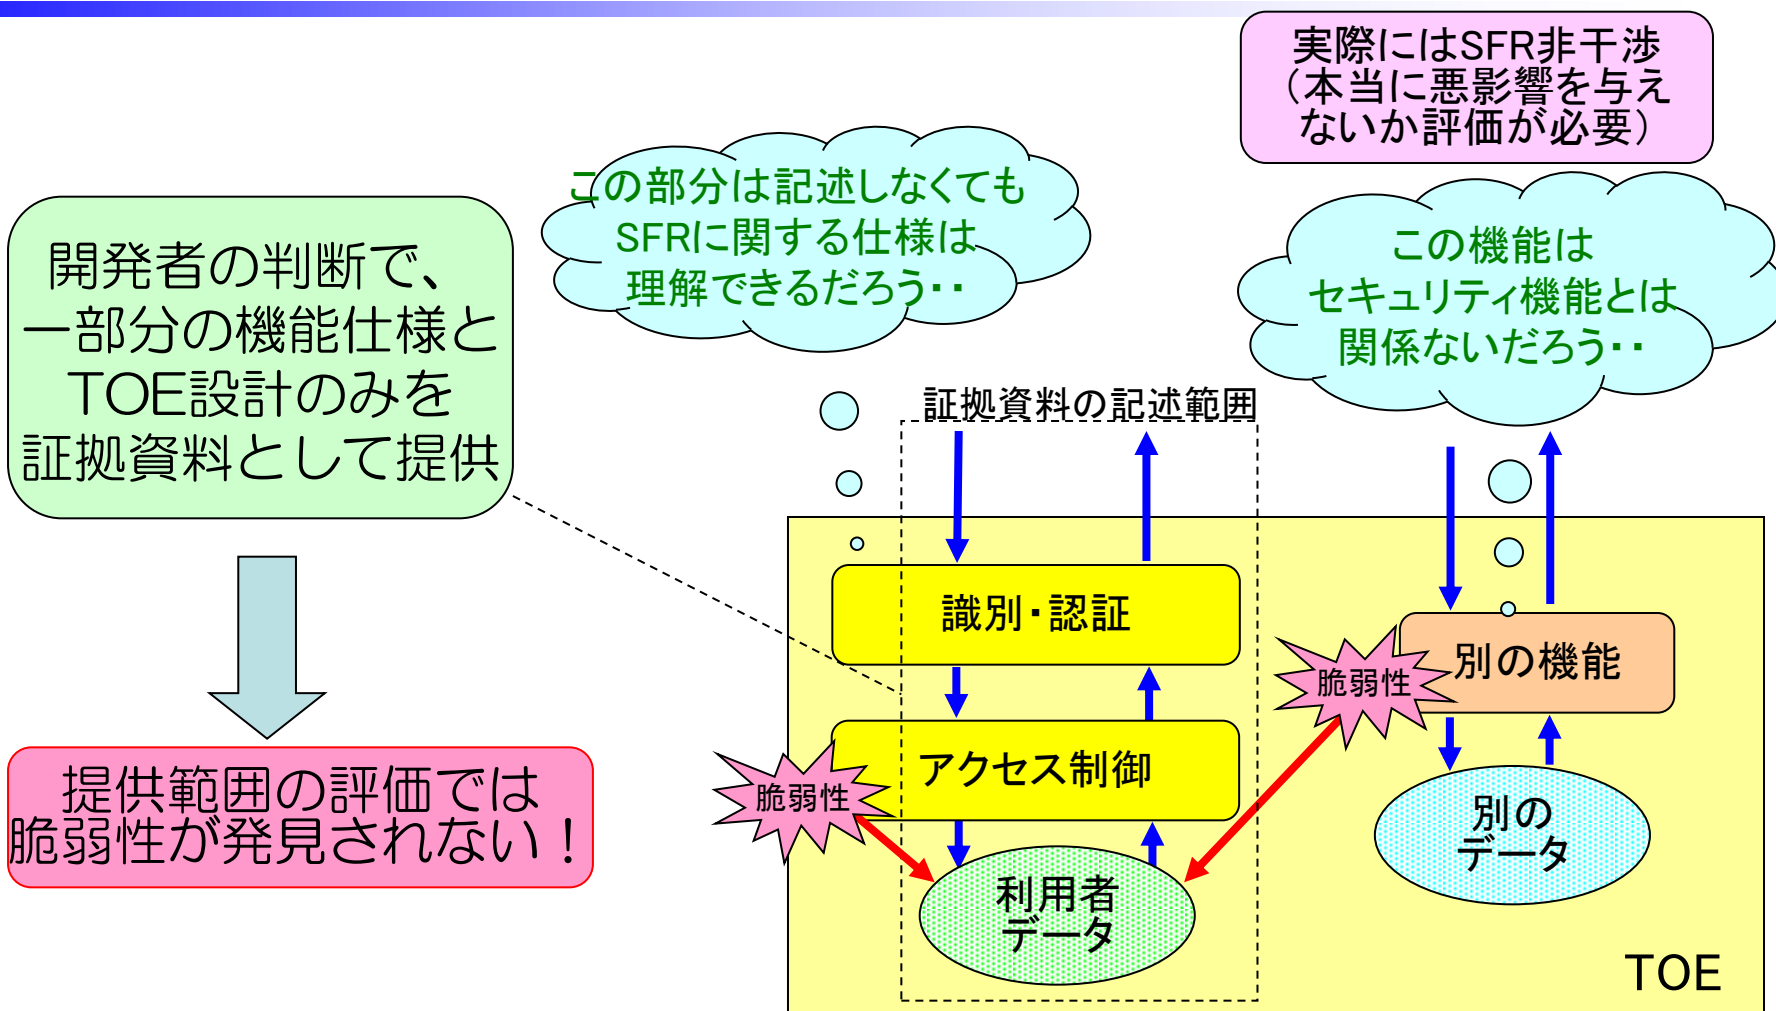 実際にはSFR非干渉
（本当に悪影響を与え
ないか評価が必要）
この部分は記述しなくても
SFRに関する仕様は
理解できるだろう・・
この機能は
セキュリティ機能とは
関係ないだろう・・
開発者の判断で、
一部分の機能仕様と
TOE設計のみを
証拠資料として提供
証拠資料の記述範囲
識別・認証
別の機能
脆弱性
アクセス制御
脆弱性
提供範囲の評価では
脆弱性が発見されない！
別の
データ
利用者
データ
TOE